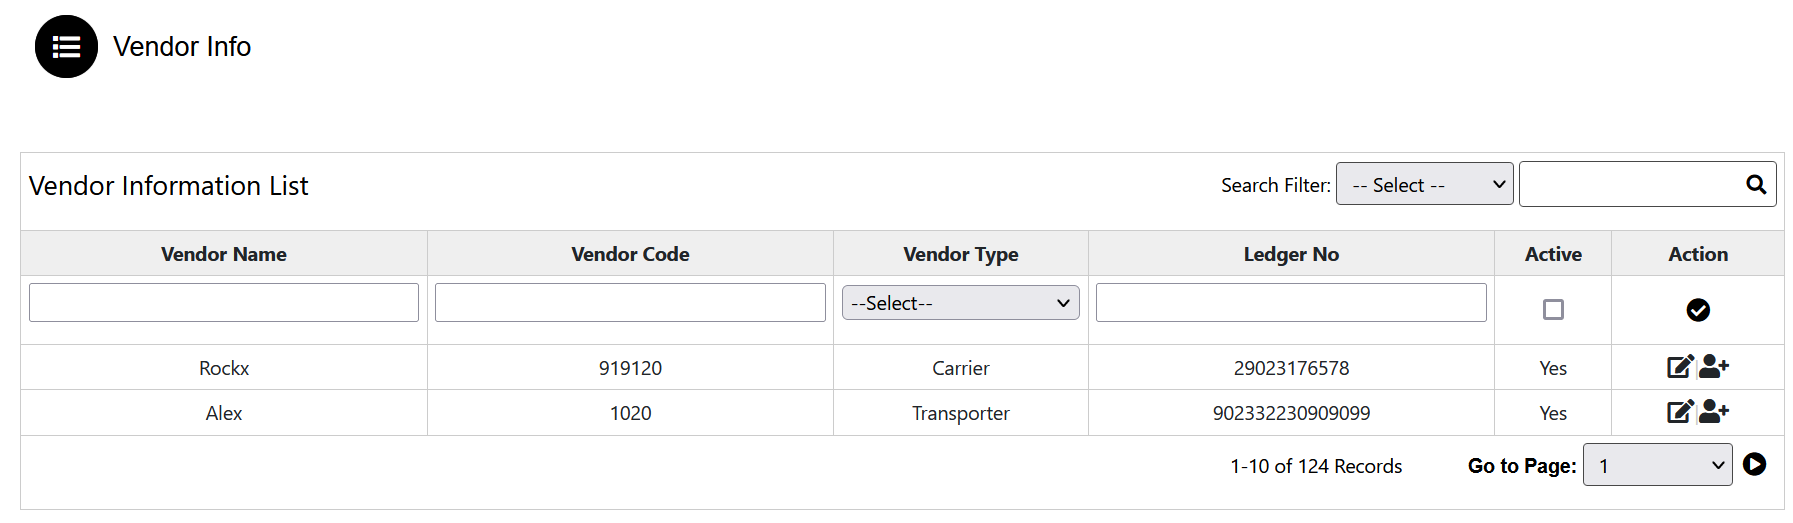 Vendor Info
Vendor Information List Search Filter: -- Select --
Vendor Name Vendor Code Vendor Type Ledger No Active Action
--Select--
Rockx 919120 Carrier 29023176578 Yes
Alex 1020 Transporter 902332230909099 Yes
1-10 of 124 Records Go to Page: 1